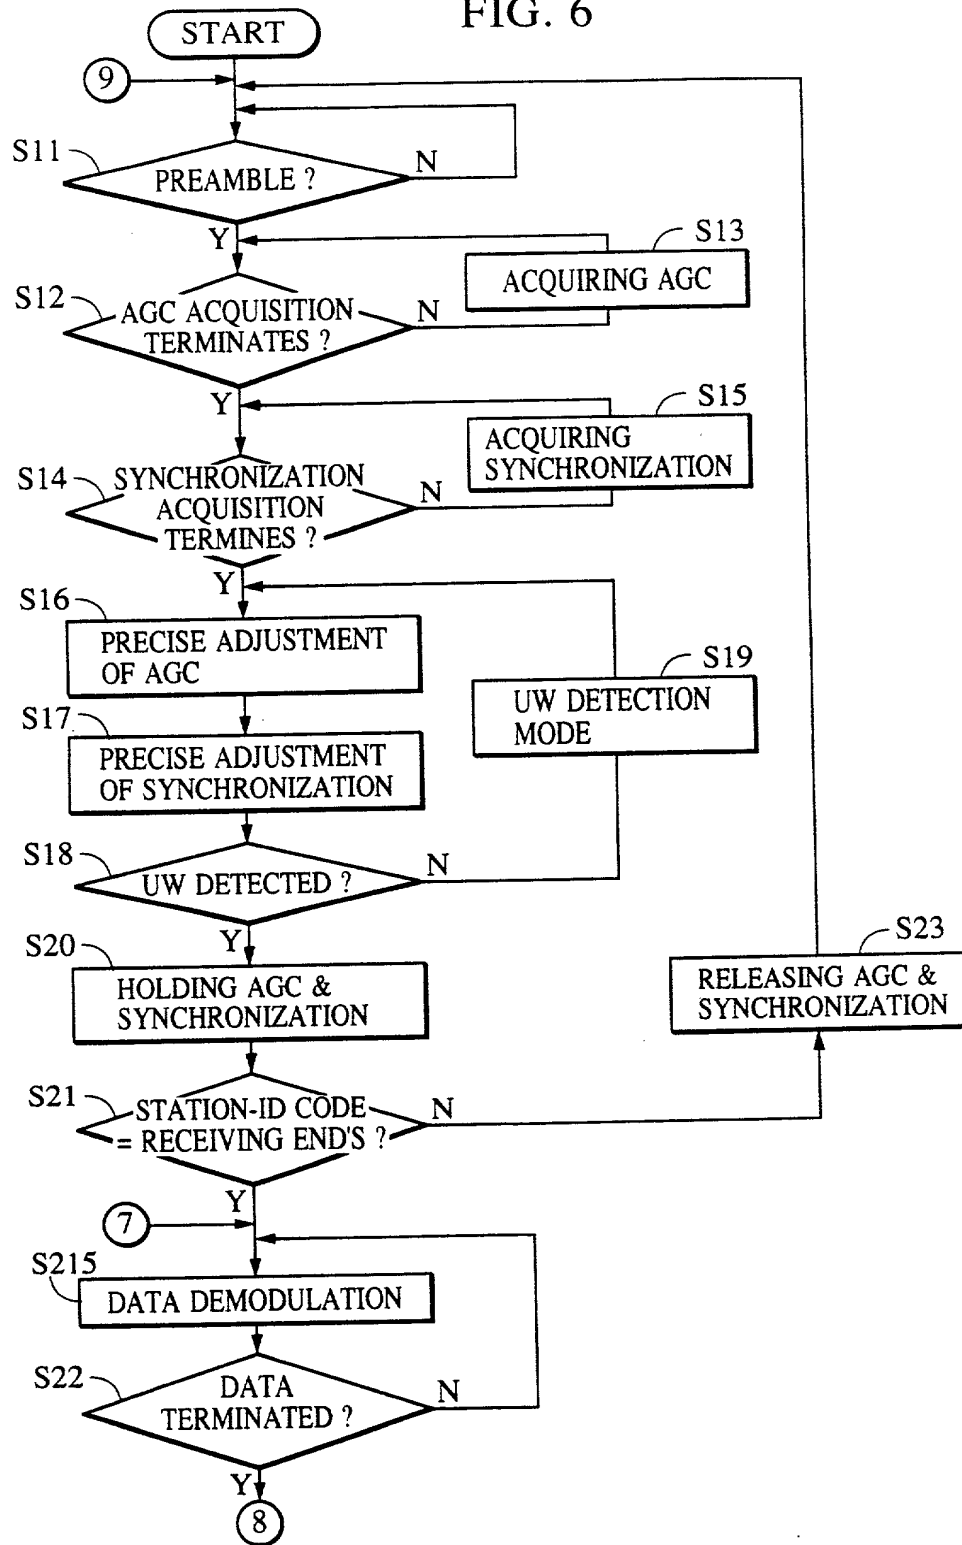 FIG. 6
START
9
S11
PREAMBLE ?
N
Y
S13
ACQUIRING AGC
S12
AGC ACQUISITION
TERMINATES ?
N
Y
S15
ACQUIRING
SYNCHRONIZATION
S14
SYNCHRONIZATION
ACQUISITION
TERMINES ?
N
Y
S16
PRECISE ADJUSTMENT
OF AGC
S19
UW DETECTION
MODE
S17
PRECISE ADJUSTMENT
OF SYNCHRONIZATION
S18
UW DETECTED ?
N
Y
S20
HOLDING AGC &
SYNCHRONIZATION
S23
RELEASING AGC &
SYNCHRONIZATION
S21
STATION-ID CODE
= RECEIVING END'S ?
N
Y
7
S215
DATA DEMODULATION
S22
DATA
TERMINATED ?
N
Y
8